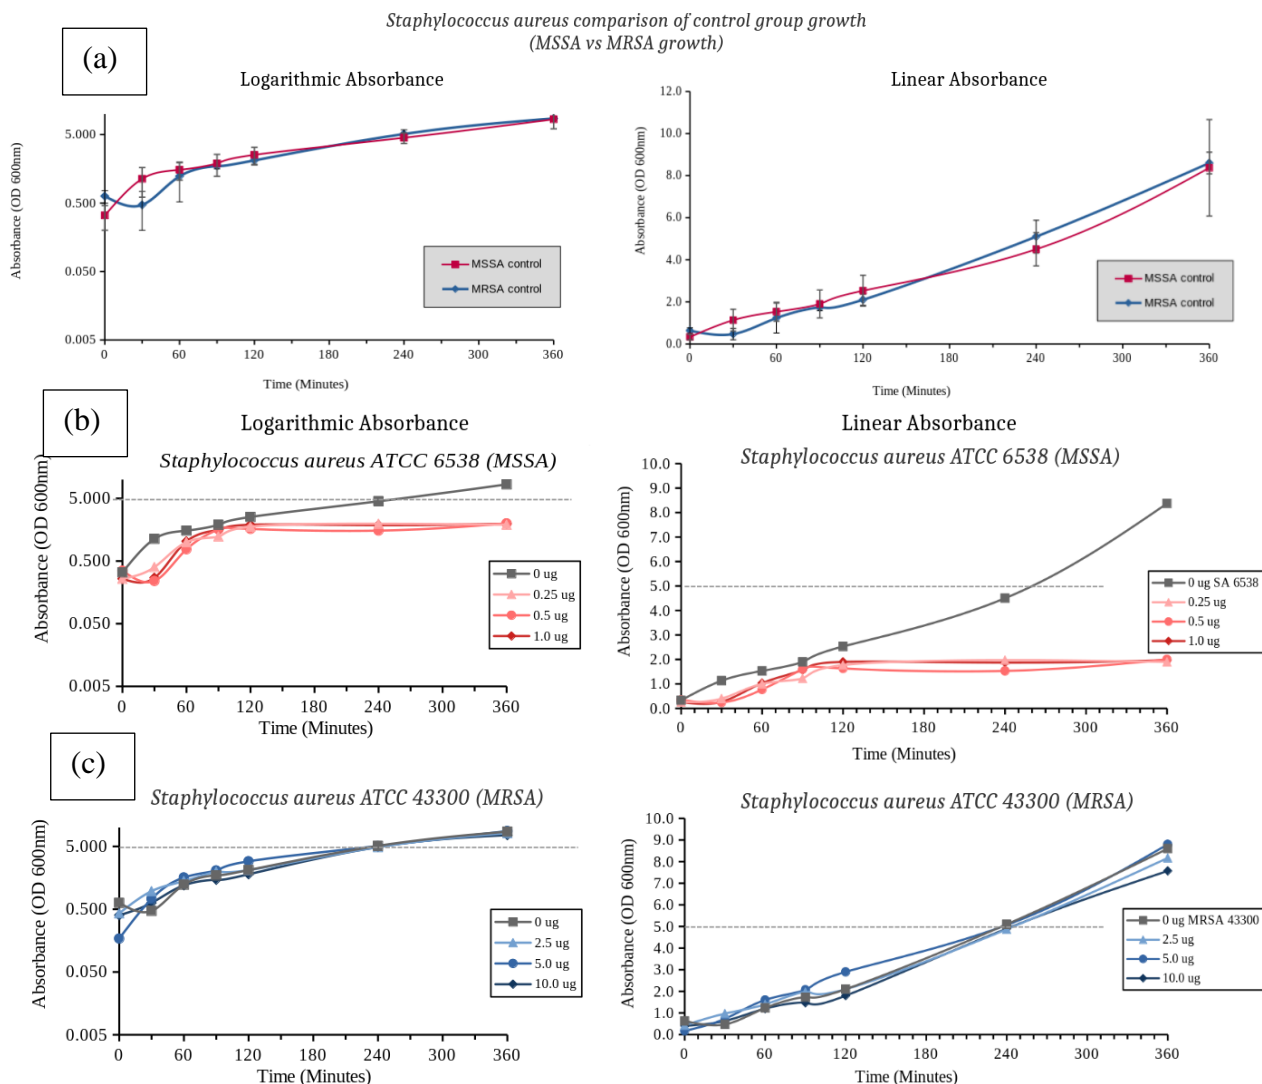 Staphylococcus aureus comparison of control group growth
(MSSA vs MRSA growth)
(a)
Logarithmic Absorbance
Absorbance (OD 600nm)
5.000
0.500
0.050
0.005
0 60 120 180 240 300 360
Time (Minutes)
MSSA control
MRSA control
Linear Absorbance
Absorbance (OD 600nm)
12.0
10.0
8.0
6.0
4.0
2.0
0.0
0 60 120 180 240 300 360
Time (Minutes)
MSSA control
MRSA control
(b)
Logarithmic Absorbance
Staphylococcus aureus ATCC 6538 (MSSA)
Absorbance (OD 600nm)
5.000
0.500
0.050
0.005
0 60 120 180 240 300 360
Time (Minutes)
0 ug
0.25 ug
0.5 ug
1.0 ug
Linear Absorbance
Staphylococcus aureus ATCC 6538 (MSSA)
Absorbance (OD 600nm)
10.0
9.0
8.0
7.0
6.0
5.0
4.0
3.0
2.0
1.0
0.0
0 60 120 180 240 300 360
Time (Minutes)
0 ug SA 6538
0.25 ug
0.5 ug
1.0 ug
(c)
Staphylococcus aureus ATCC 43300 (MRSA)
Absorbance (OD 600nm)
5.000
0.500
0.050
0.005
0 60 120 180 240 300 360
Time (Minutes)
0 ug
2.5 ug
5.0 ug
10.0 ug
Staphylococcus aureus ATCC 43300 (MRSA)
Absorbance (OD 600nm)
10.0
9.0
8.0
7.0
6.0
5.0
4.0
3.0
2.0
1.0
0.0
0 60 120 180 240 300 360
Time (Minutes)
0 ug MRSA 43300
2.5 ug
5.0 ug
10.0 ug